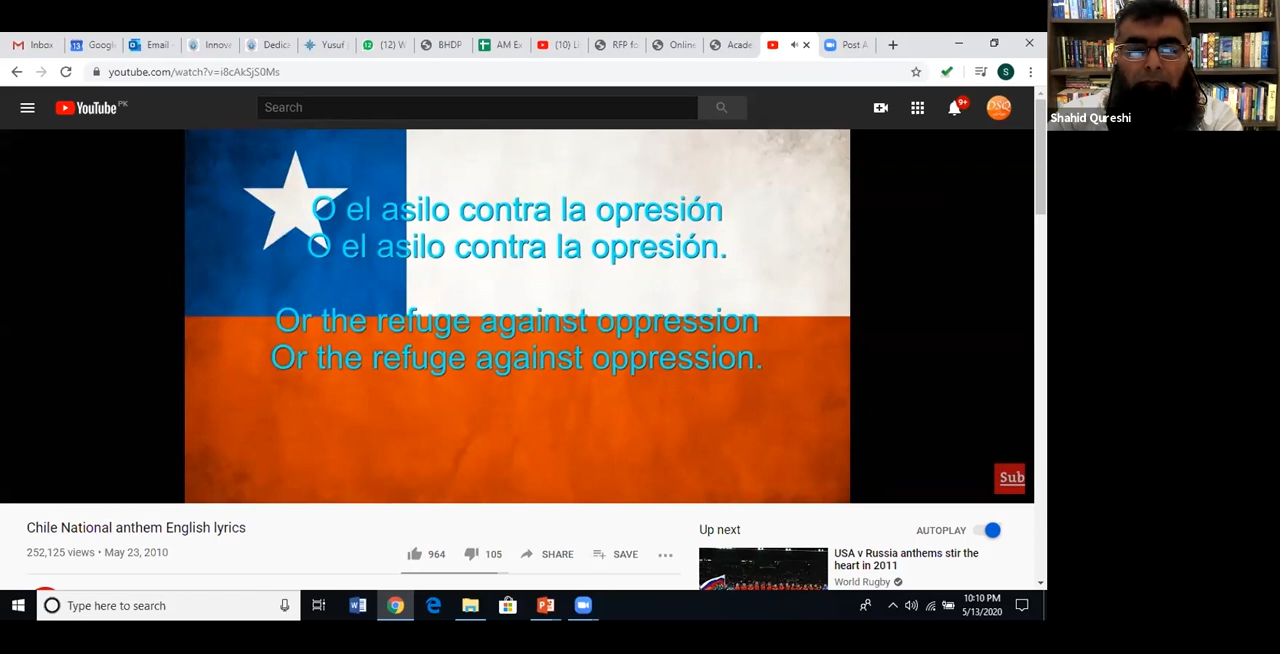 Inbox
Googl
Email -
Innova
Dedica
Yusuf
(12) W
BHDP
AM Ex
(10) Li
RFP fo
Online
Acade
Post A
youtube.com/watch?v=i8cAkSjS0Ms
S
YouTube PK
Search
9+
DSQ
Shahid Qureshi
O el asilo contra la opresión
O el asilo contra la opresión.
Or the refuge against oppression
Or the refuge against oppression.
Sub
Chile National anthem English lyrics
252,125 views • May 23, 2010
964
105
SHARE
SAVE
Up next
AUTOPLAY
USA v Russia anthems stir the
heart in 2011
World Rugby
Type here to search
10:10 PM
5/13/2020